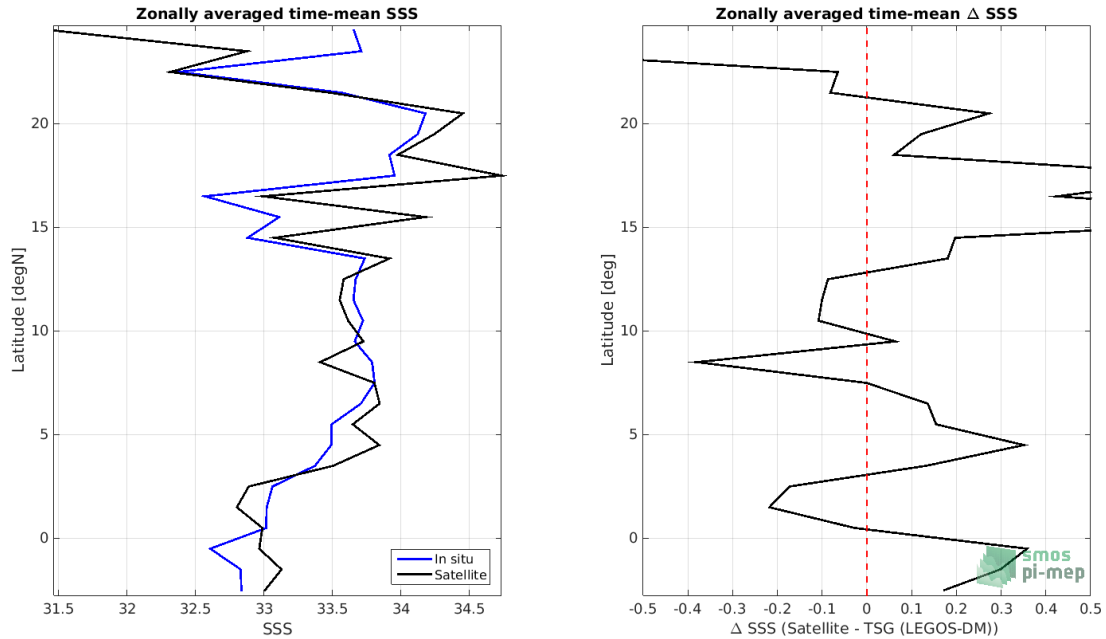 Zonally averaged time-mean SSS
Latitude [degN]
20
15
10
5
0
31.5
32
32.5
33
33.5
34
34.5
SSS
In situ
Satellite
Zonally averaged time-mean Δ SSS
Latitude [deg]
20
15
10
5
0
-0.5
-0.4
-0.3
-0.2
-0.1
0
0.1
0.2
0.3
0.4
0.5
Δ SSS (Satellite - TSG (LEGOS-DM))
smos
pi-mep